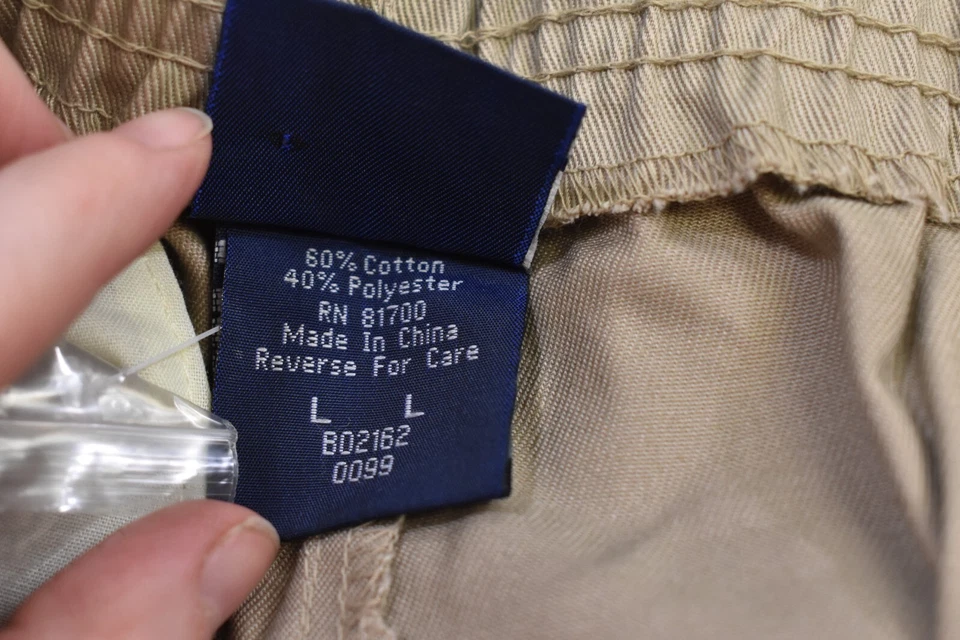 60% Cotton
40% Polyester
RN 81700
Made In China
Reverse For Care
L L
B02162
0099